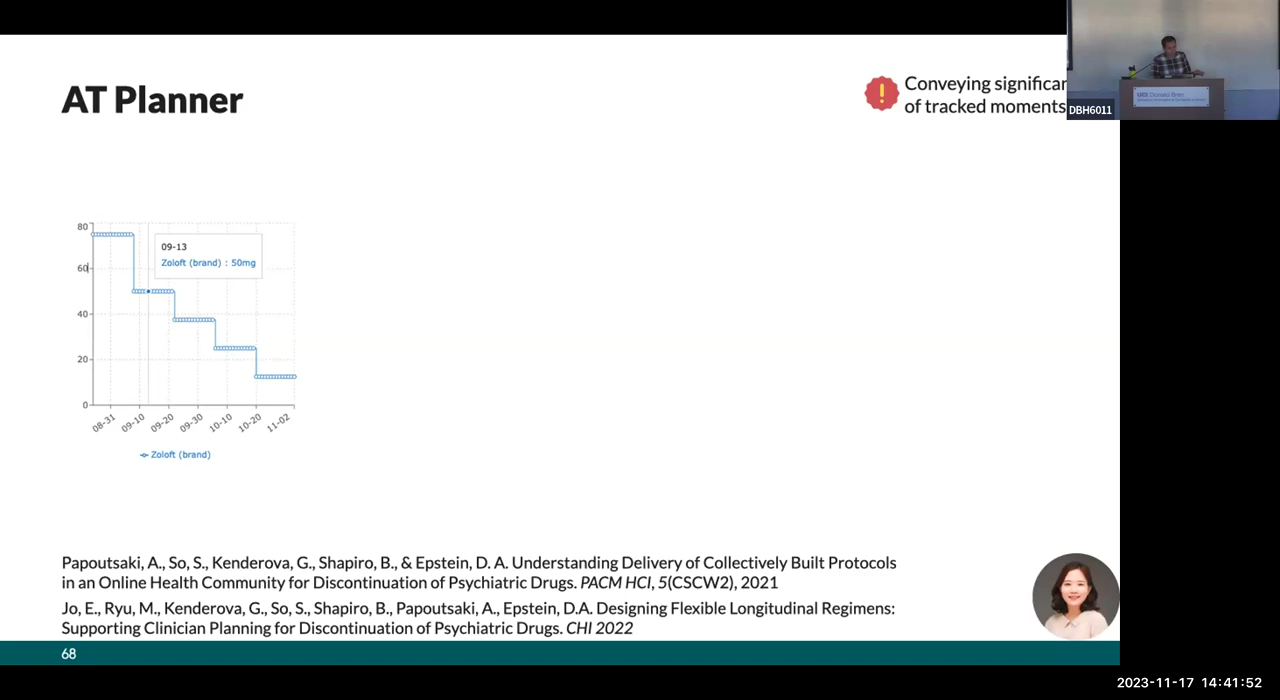 AT Planner
Conveying
of tracked moments
DBH6011
UCI Donald Bren
80
60
40
20
0
09-13
Zoloft (brand) : 50mg
08-31
09-10
09-20
09-30
10-10
10-20
11-02
Zoloft (brand)
Papoutsaki, A., So, S., Kenderova, G., Shapiro, B., & Epstein, D. A. Understanding Delivery of Collectively Built Protocols
in an Online Health Community for Discontinuation of Psychiatric Drugs. PACM HCI, 5(CSCW2), 2021
Jo, E., Ryu, M., Kenderova, G., So, S., Shapiro, B., Papoutsaki, A., Epstein, D.A. Designing Flexible Longitudinal Regimens:
Supporting Clinician Planning for Discontinuation of Psychiatric Drugs. CHI 2022
68
2023-11-17 14:41:52